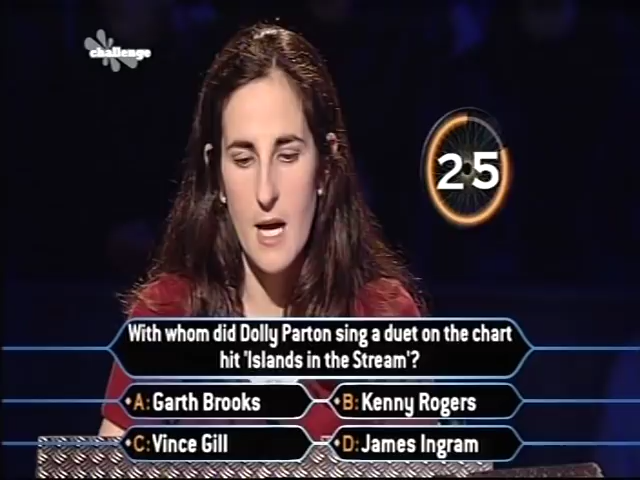 challenge
25
With whom did Dolly Parton sing a duet on the chart
hit 'Islands in the Stream'?
A: Garth Brooks
B: Kenny Rogers
C: Vince Gill
D: James Ingram